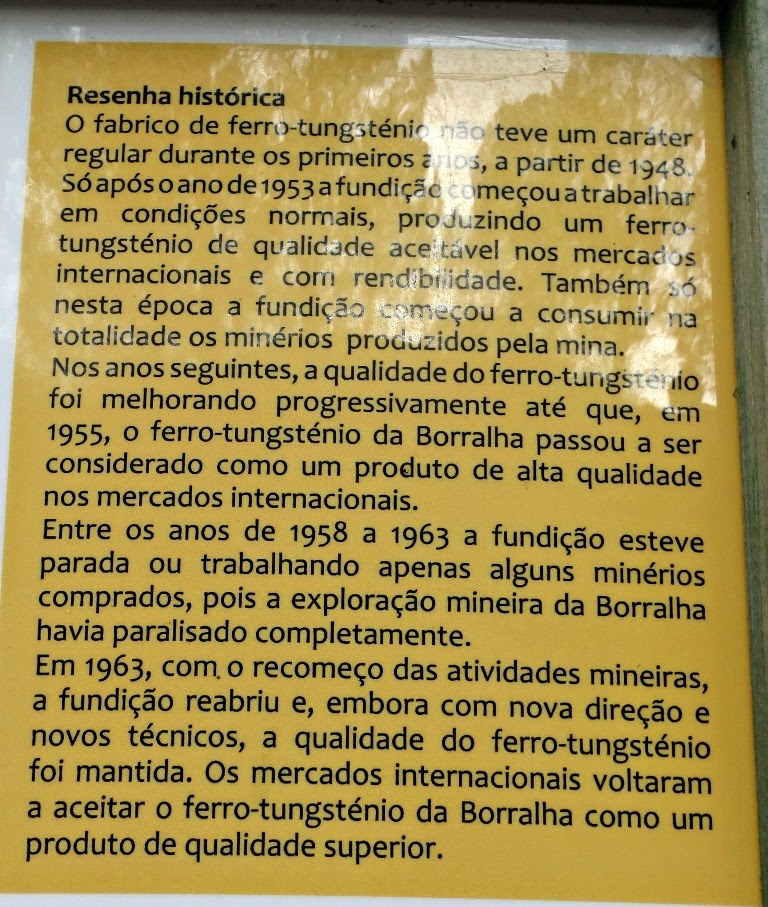 Resenha histórica
O fabrico de ferro-tungsténio não teve um caráter
regular durante os primeiros anos, a partir de 1948.
Só após o ano de 1953 a fundição começou a trabalhar
em condições normais, produzindo um ferro-
tungsténio de qualidade aceitável nos mercados
internacionais e com rendibilidade. Também só
nesta época a fundição começou a consumir na
totalidade os minérios produzidos pela mina.
Nos anos seguintes, a qualidade do ferro-tungsténio
foi melhorando progressivamente até que, em
1955, o ferro-tungsténio da Borralha passou a ser
considerado como um produto de alta qualidade
nos mercados internacionais.
Entre os anos de 1958 a 1963 a fundição esteve
parada ou trabalhando apenas alguns minérios
comprados, pois a exploração mineira da Borralha
havia paralisado completamente.
Em 1963, com o recomeço das atividades mineiras,
a fundição reabriu e, embora com nova direção e
novos técnicos, a qualidade do ferro-tungsténio
foi mantida. Os mercados internacionais voltaram
a aceitar o ferro-tungsténio da Borralha como um
produto de qualidade superior.